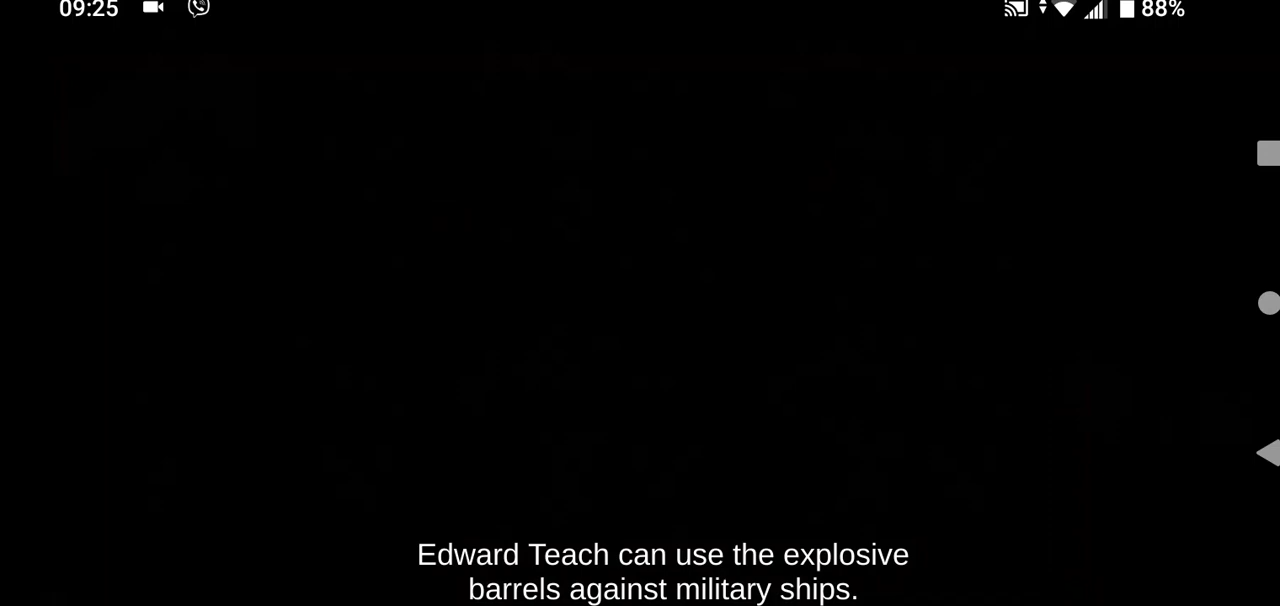 09:25 88%
Edward Teach can use the explosive
barrels against military ships.